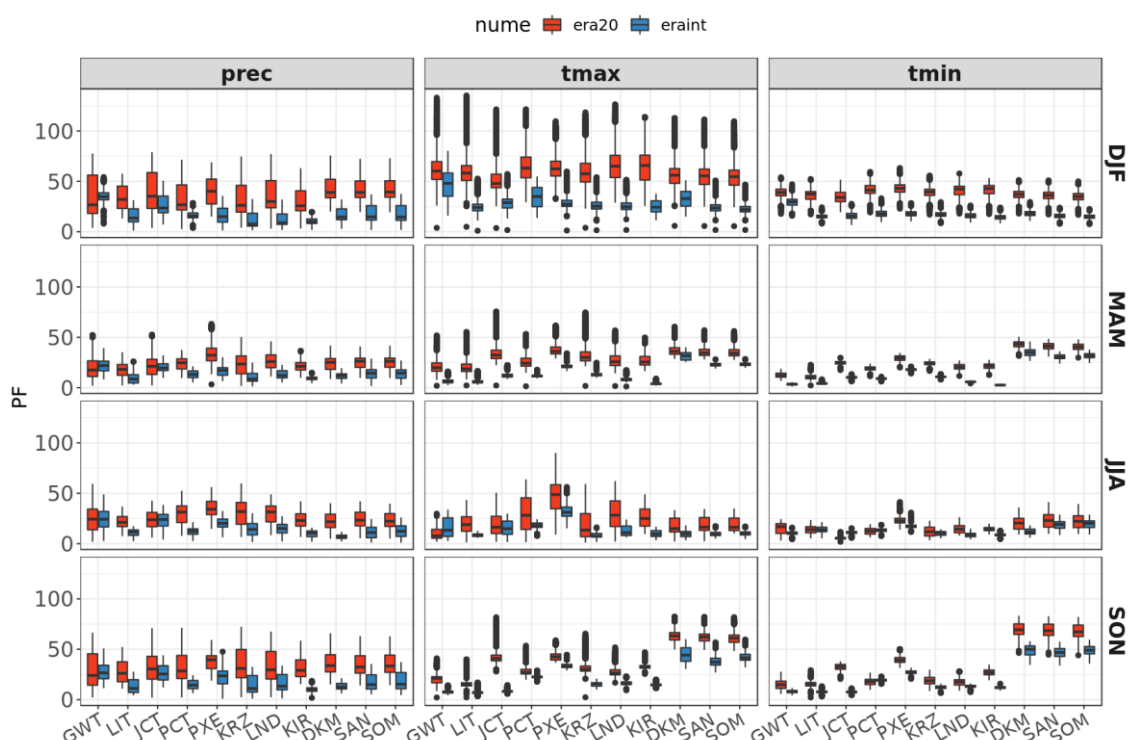 nume era20 eraint
prec tmax tmin
100
50
0
DJF
100
50
0
MAM
PF
100
50
0
JJA
100
50
0
SON
GWT LIT JCT PCT PXE KRZ LND KIR DKM SAN SOM GWT LIT JCT PCT PXE KRZ LND KIR DKM SAN SOM GWT LIT JCT PCT PXE KRZ LND KIR DKM SAN SOM